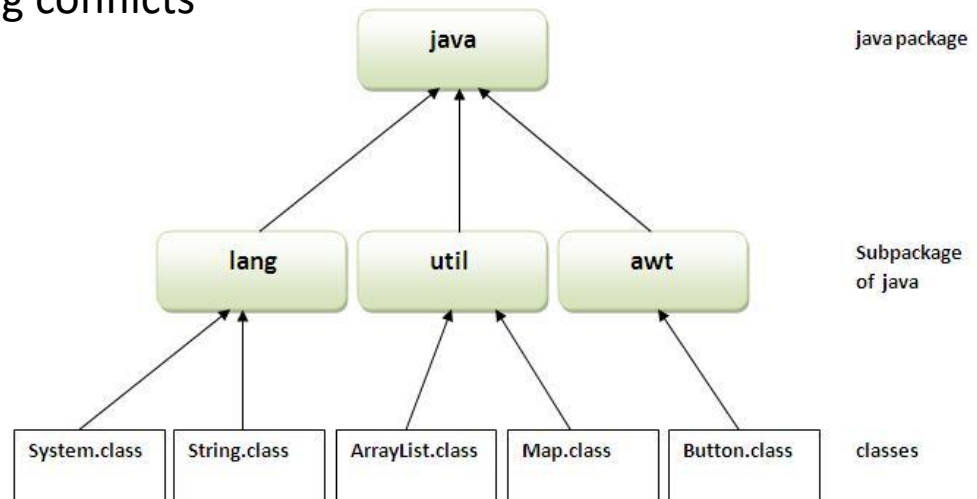 g conflicts
java
java package
lang
util
awt
Subpackage
of java
System.class
String.class
ArrayList.class
Map.class
Button.class
classes